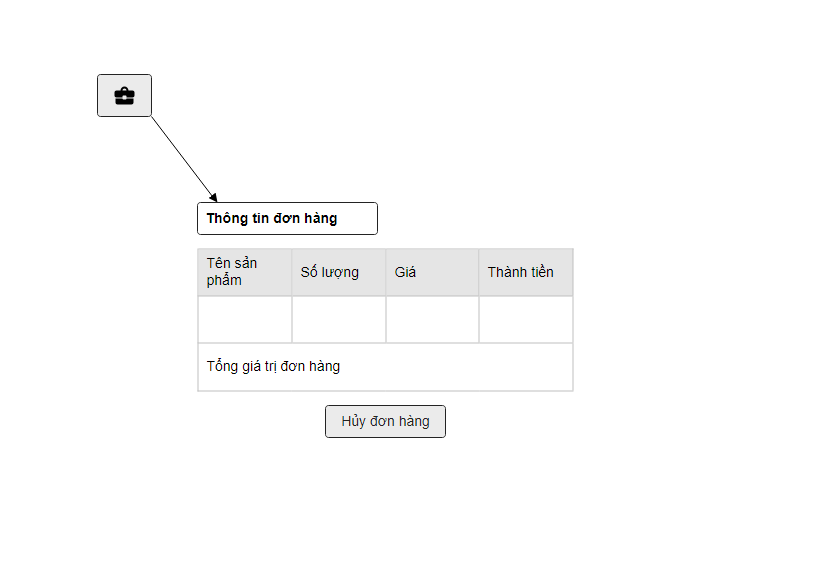 Thông tin đơn hàng
Tên sản
phẩm
Số lượng
Giá
Thành tiền
Tổng giá trị đơn hàng
Hủy đơn hàng